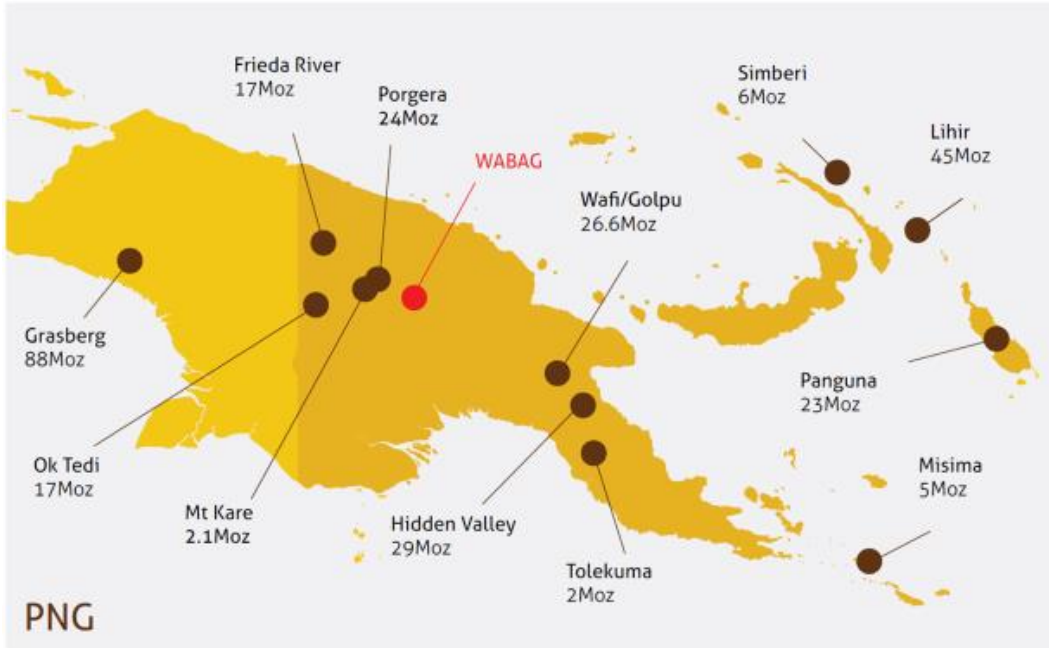 Frieda River
17Moz
Porgera
24Moz
WABAG
Simberi
6Moz
Lihir
45Moz
Wafi/Golpu
26.6Moz
Grasberg
88Moz
Panguna
23Moz
Ok Tedi
17Moz
Mt Kare
2.1Moz
Hidden Valley
29Moz
Tolekuma
2Moz
Misima
5Moz
PNG